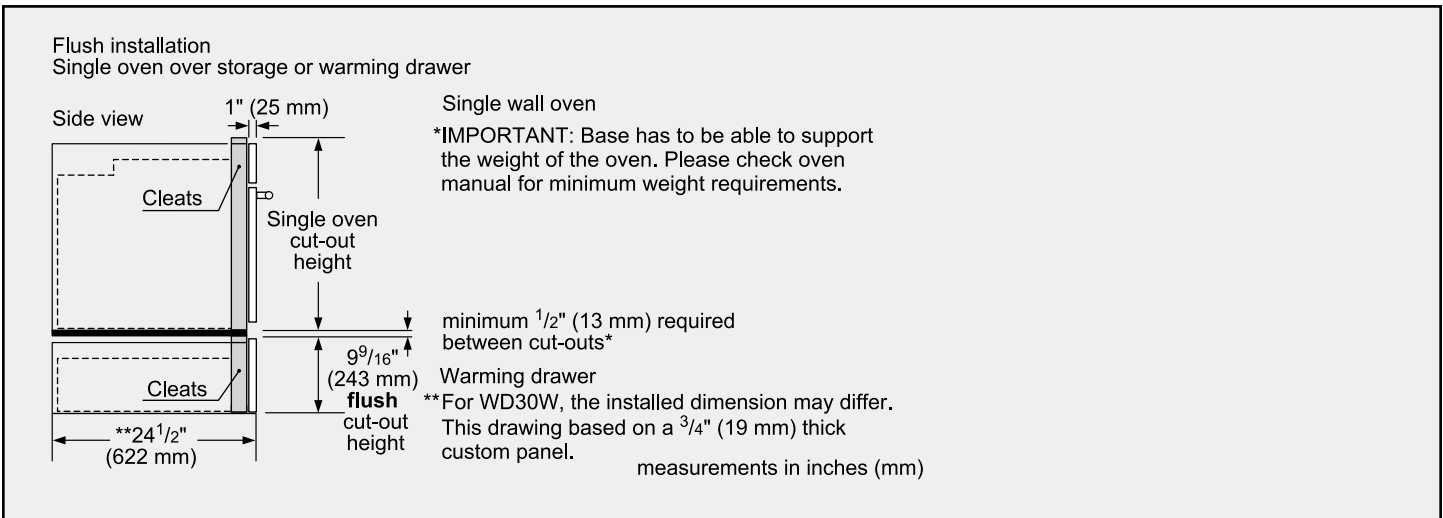 Flush installation
Single oven over storage or warming drawer
Side view
1" (25 mm)
Cleats
Single oven
cut-out
height
Single wall oven
*IMPORTANT: Base has to be able to support
the weight of the oven. Please check oven
manual for minimum weight requirements.
minimum 1/2" (13 mm) required
between cut-outs*
Cleats
9 9/16"
(243 mm)
flush
cut-out
height
**24 1/2"
(622 mm)
Warming drawer
**For WD30W, the installed dimension may differ.
This drawing based on a 3/4" (19 mm) thick
custom panel.
measurements in inches (mm)